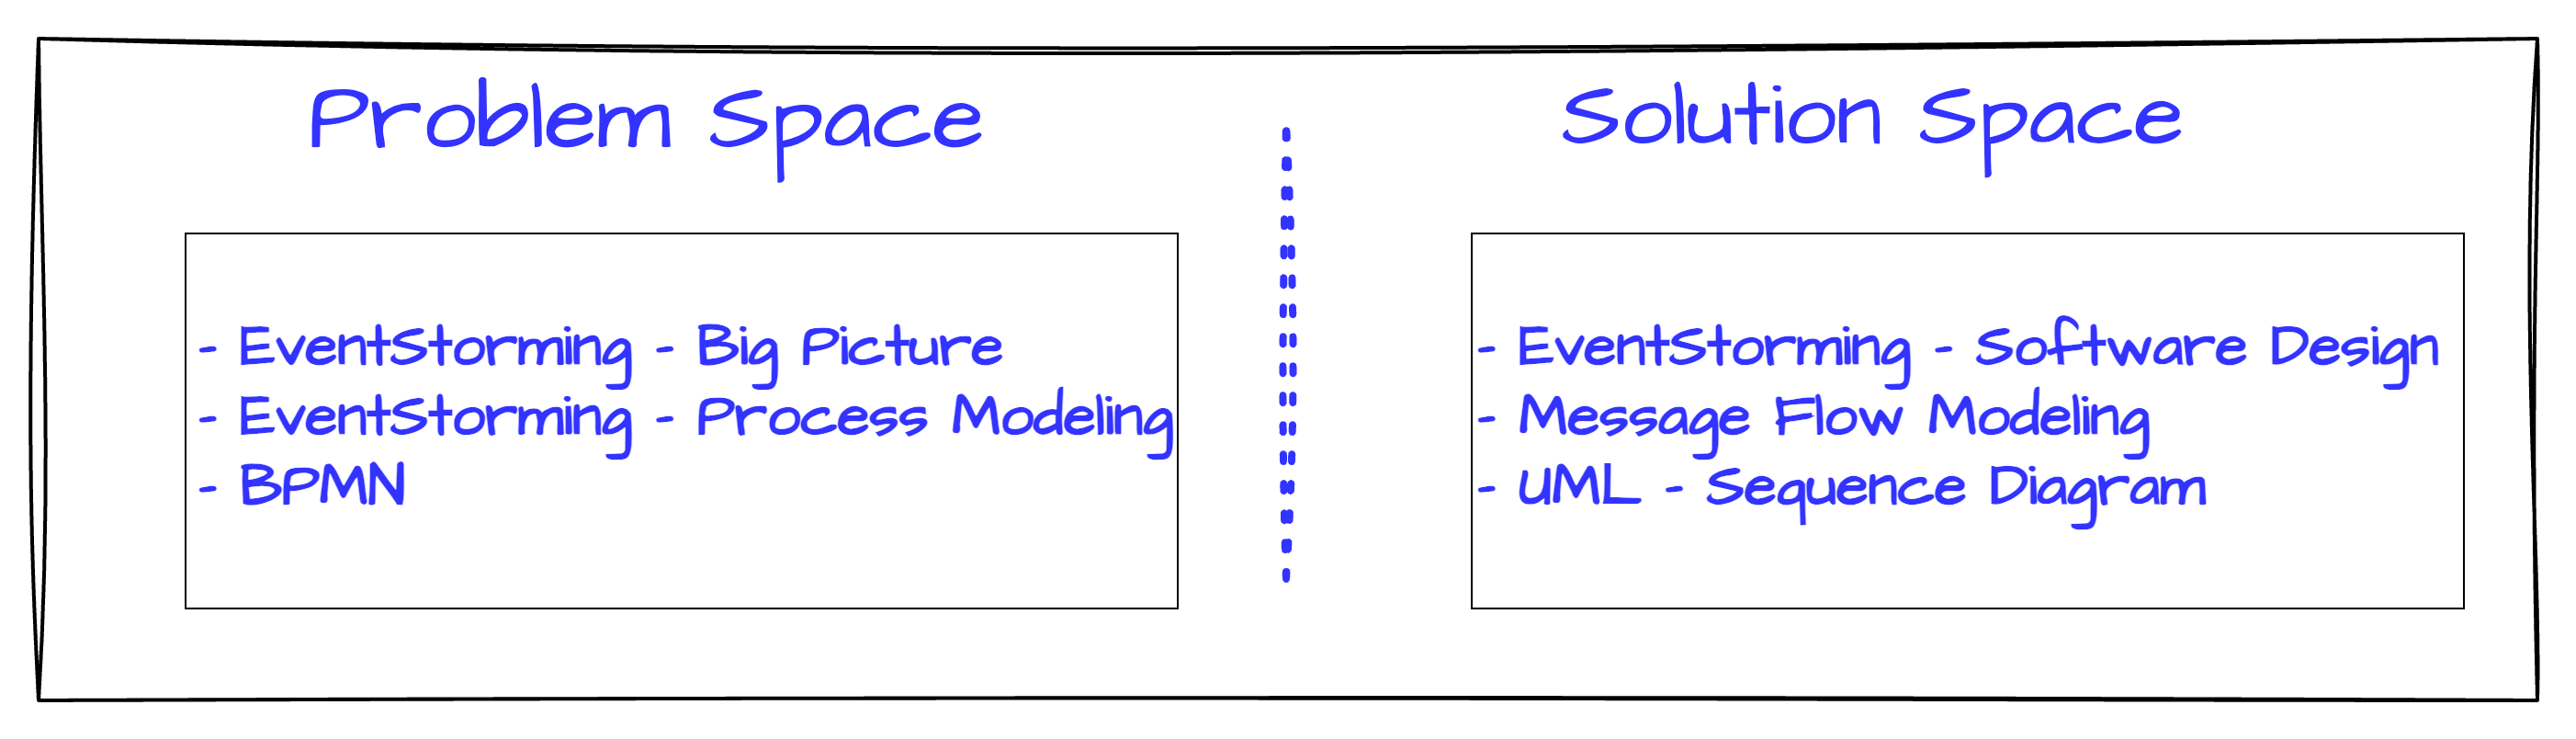 Problem Space
- EventStorming - Big Picture
- EventStorming - Process Modeling
- BPMN
Solution Space
- EventStorming - Software Design
- Message Flow Modeling
- UML - Sequence Diagram